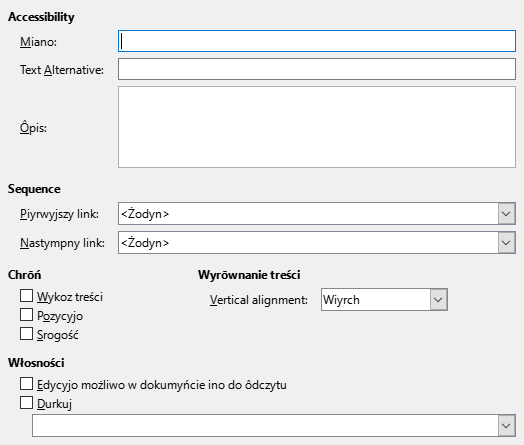 Accessibility
Miano:
Text Alternative:
Ôpis:
Sequence
Piyrwyjszy link: <Żodyn>
Nastympny link: <Żodyn>
Chrōń Wyrōwnanie treści
Wykoz treści Vertical alignment: Wiyrch
Pozycyjo
Srogość
Włosności
Edycyjo możliwo w dokumyńcie ino do ôdczytu
Durkuj